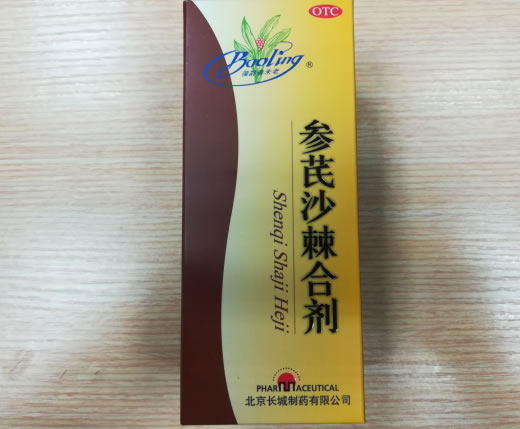 OTC
Baoling
®
参芪沙棘合剂
Shenqi Shaji Heji
PHARMACEUTICAL
北京长城制药有限公司